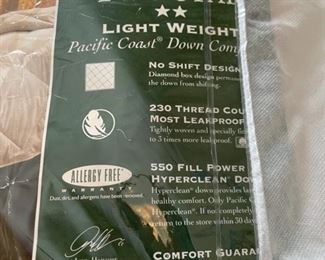 LIGHT WEIGHT
Pacific Coast® Down Com
NO SHIFT DESIGN
Diamond box design perman
the down from shifting.
230 THREAD COU
MOST LEAKPROOF
Tightly woven and specially fin
to 3 times more leakproof.
ALLERGY FREE
WARRANTY
Dust, dirt, and allergens have been removed.
550 FILL POWER
HYPERCLEAN DOW
Hyperclean® down provides las
healthy comfort. Only Pacific C
Hyperclean®. If not complete
return to the store within 30 day
COMFORT GUARA